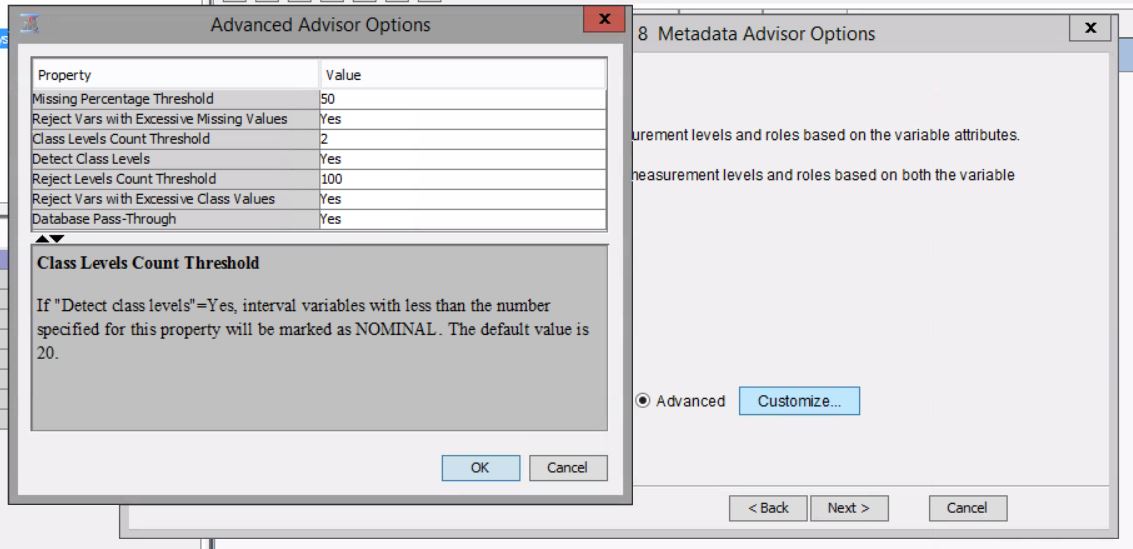 Advanced Advisor Options
x
Property Value
Missing Percentage Threshold 50
Reject Vars with Excessive Missing Values Yes
Class Levels Count Threshold 2
Detect Class Levels Yes
Reject Levels Count Threshold 100
Reject Vars with Excessive Class Values Yes
Database Pass-Through Yes
Class Levels Count Threshold
If "Detect class levels"=Yes, interval variables with less than the number
specified for this property will be marked as NOMINAL. The default value is
20.
OK Cancel
8 Metadata Advisor Options
x
urement levels and roles based on the variable attributes.
neasurement levels and roles based on both the variable
Advanced Customize...
< Back Next > Cancel